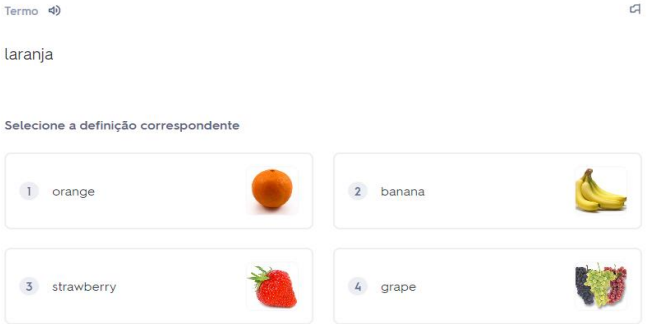 Termo
laranja
Selecione a definição correspondente
1 orange
2 banana
3 strawberry
4 grape